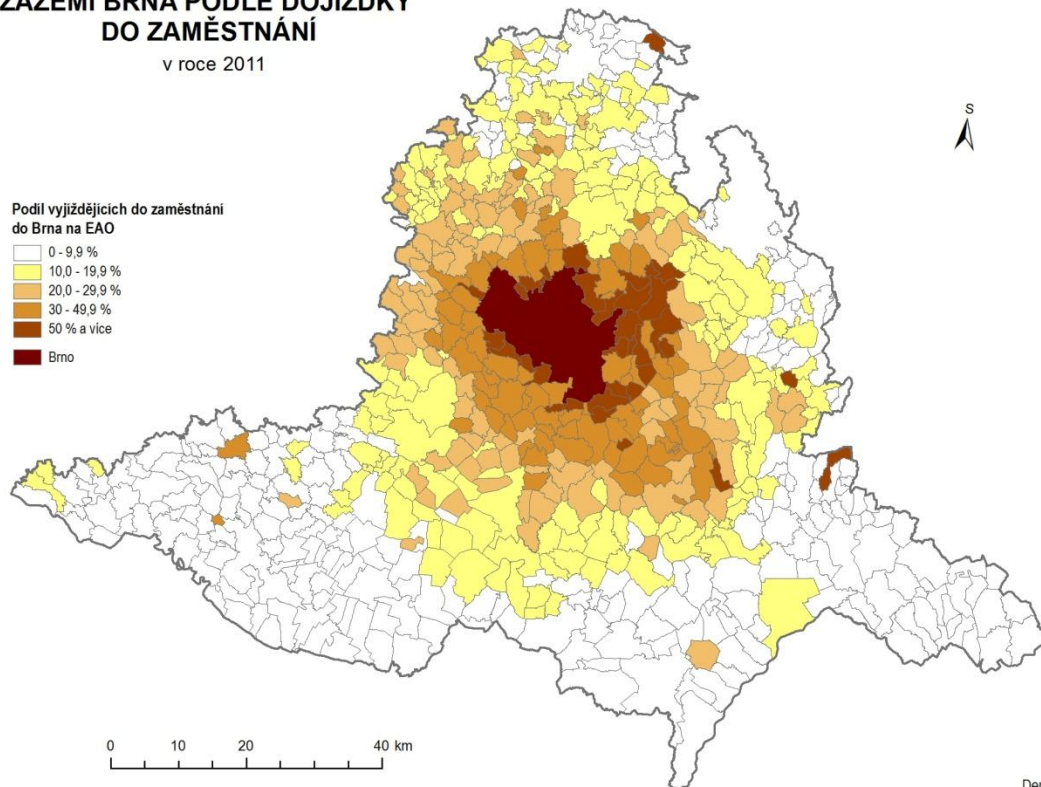 ZÁZEMÍ BRNA PODLE DOJÍŽĎKY
DO ZAMĚSTNÁNÍ
v roce 2011
S
Podíl vyjíždějících do zaměstnání
do Brna na EAO
0 - 9,9 %
10,0 - 19,9 %
20,0 - 29,9 %
30 - 49,9 %
50 % a více
Brno
0 10 20 40 km